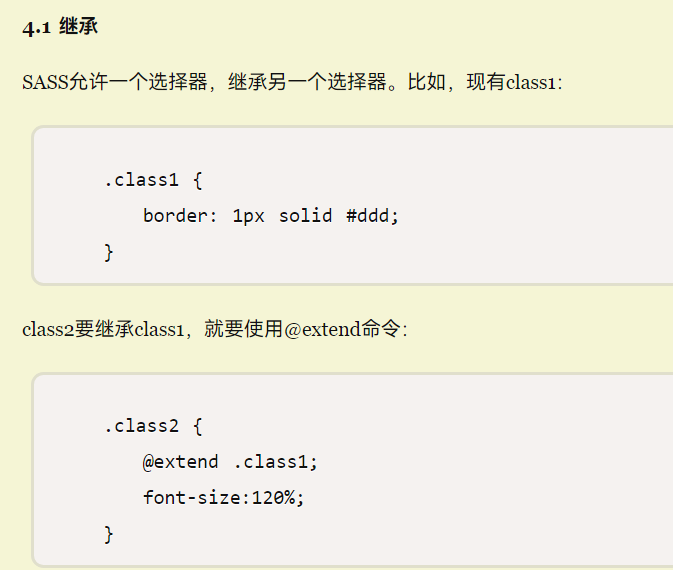 4.1 继承
SASS允许一个选择器，继承另一个选择器。比如，现有class1：
.class1 {
border: 1px solid #ddd;
}
class2要继承class1，就要使用@extend命令：
.class2 {
@extend .class1;
font-size:120%;
}